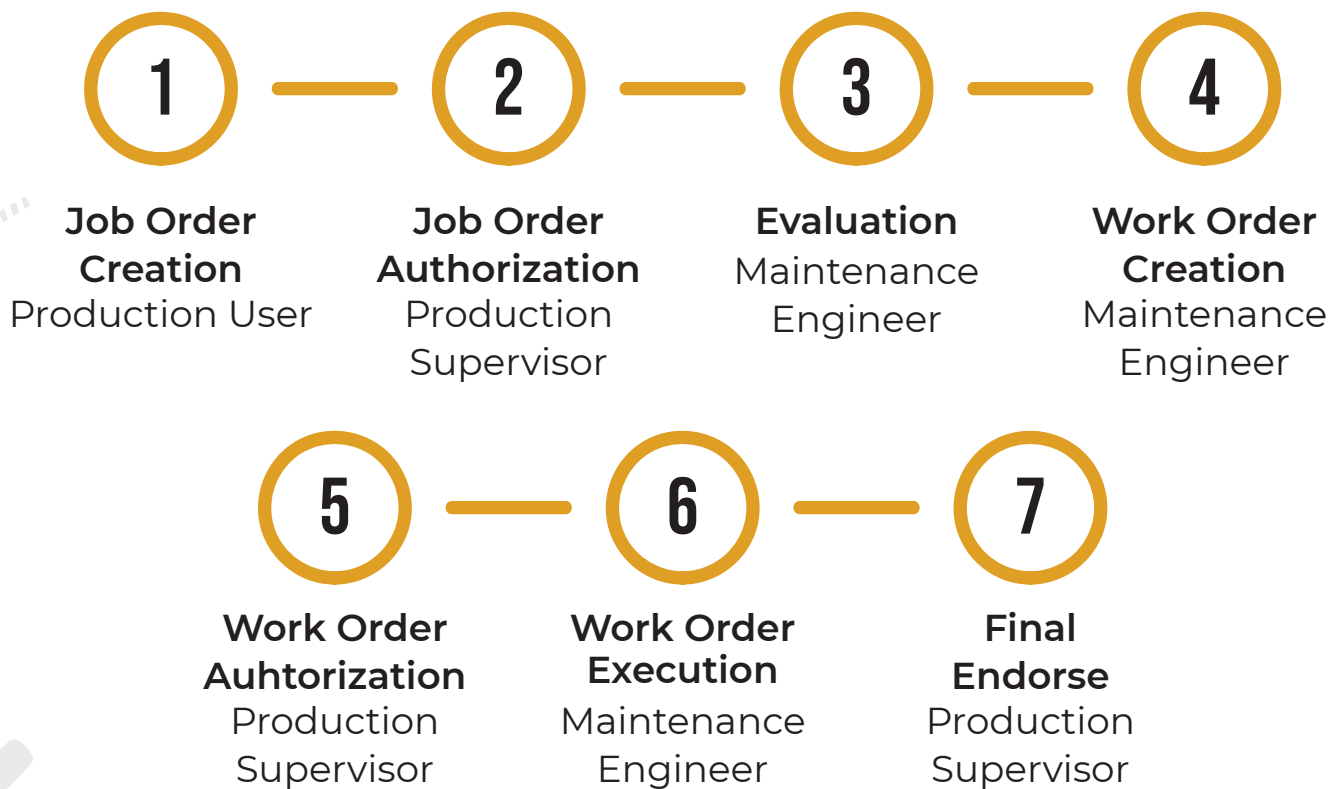 1
2
3
4
Job Order
Creation
Production User
Job Order
Authorization
Production
Supervisor
Evaluation
Maintenance
Engineer
Work Order
Creation
Maintenance
Engineer
5
6
7
Work Order
Auhtorization
Production
Supervisor
Work Order
Execution
Maintenance
Engineer
Final
Endorse
Production
Supervisor